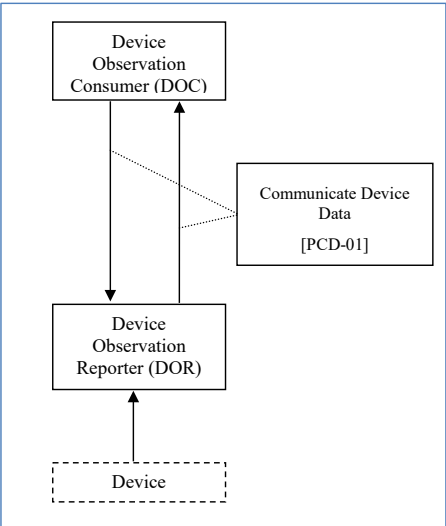 Device
Observation
Consumer (DOC)
Communicate Device
Data
[PCD-01]
Device
Observation
Reporter (DOR)
Device